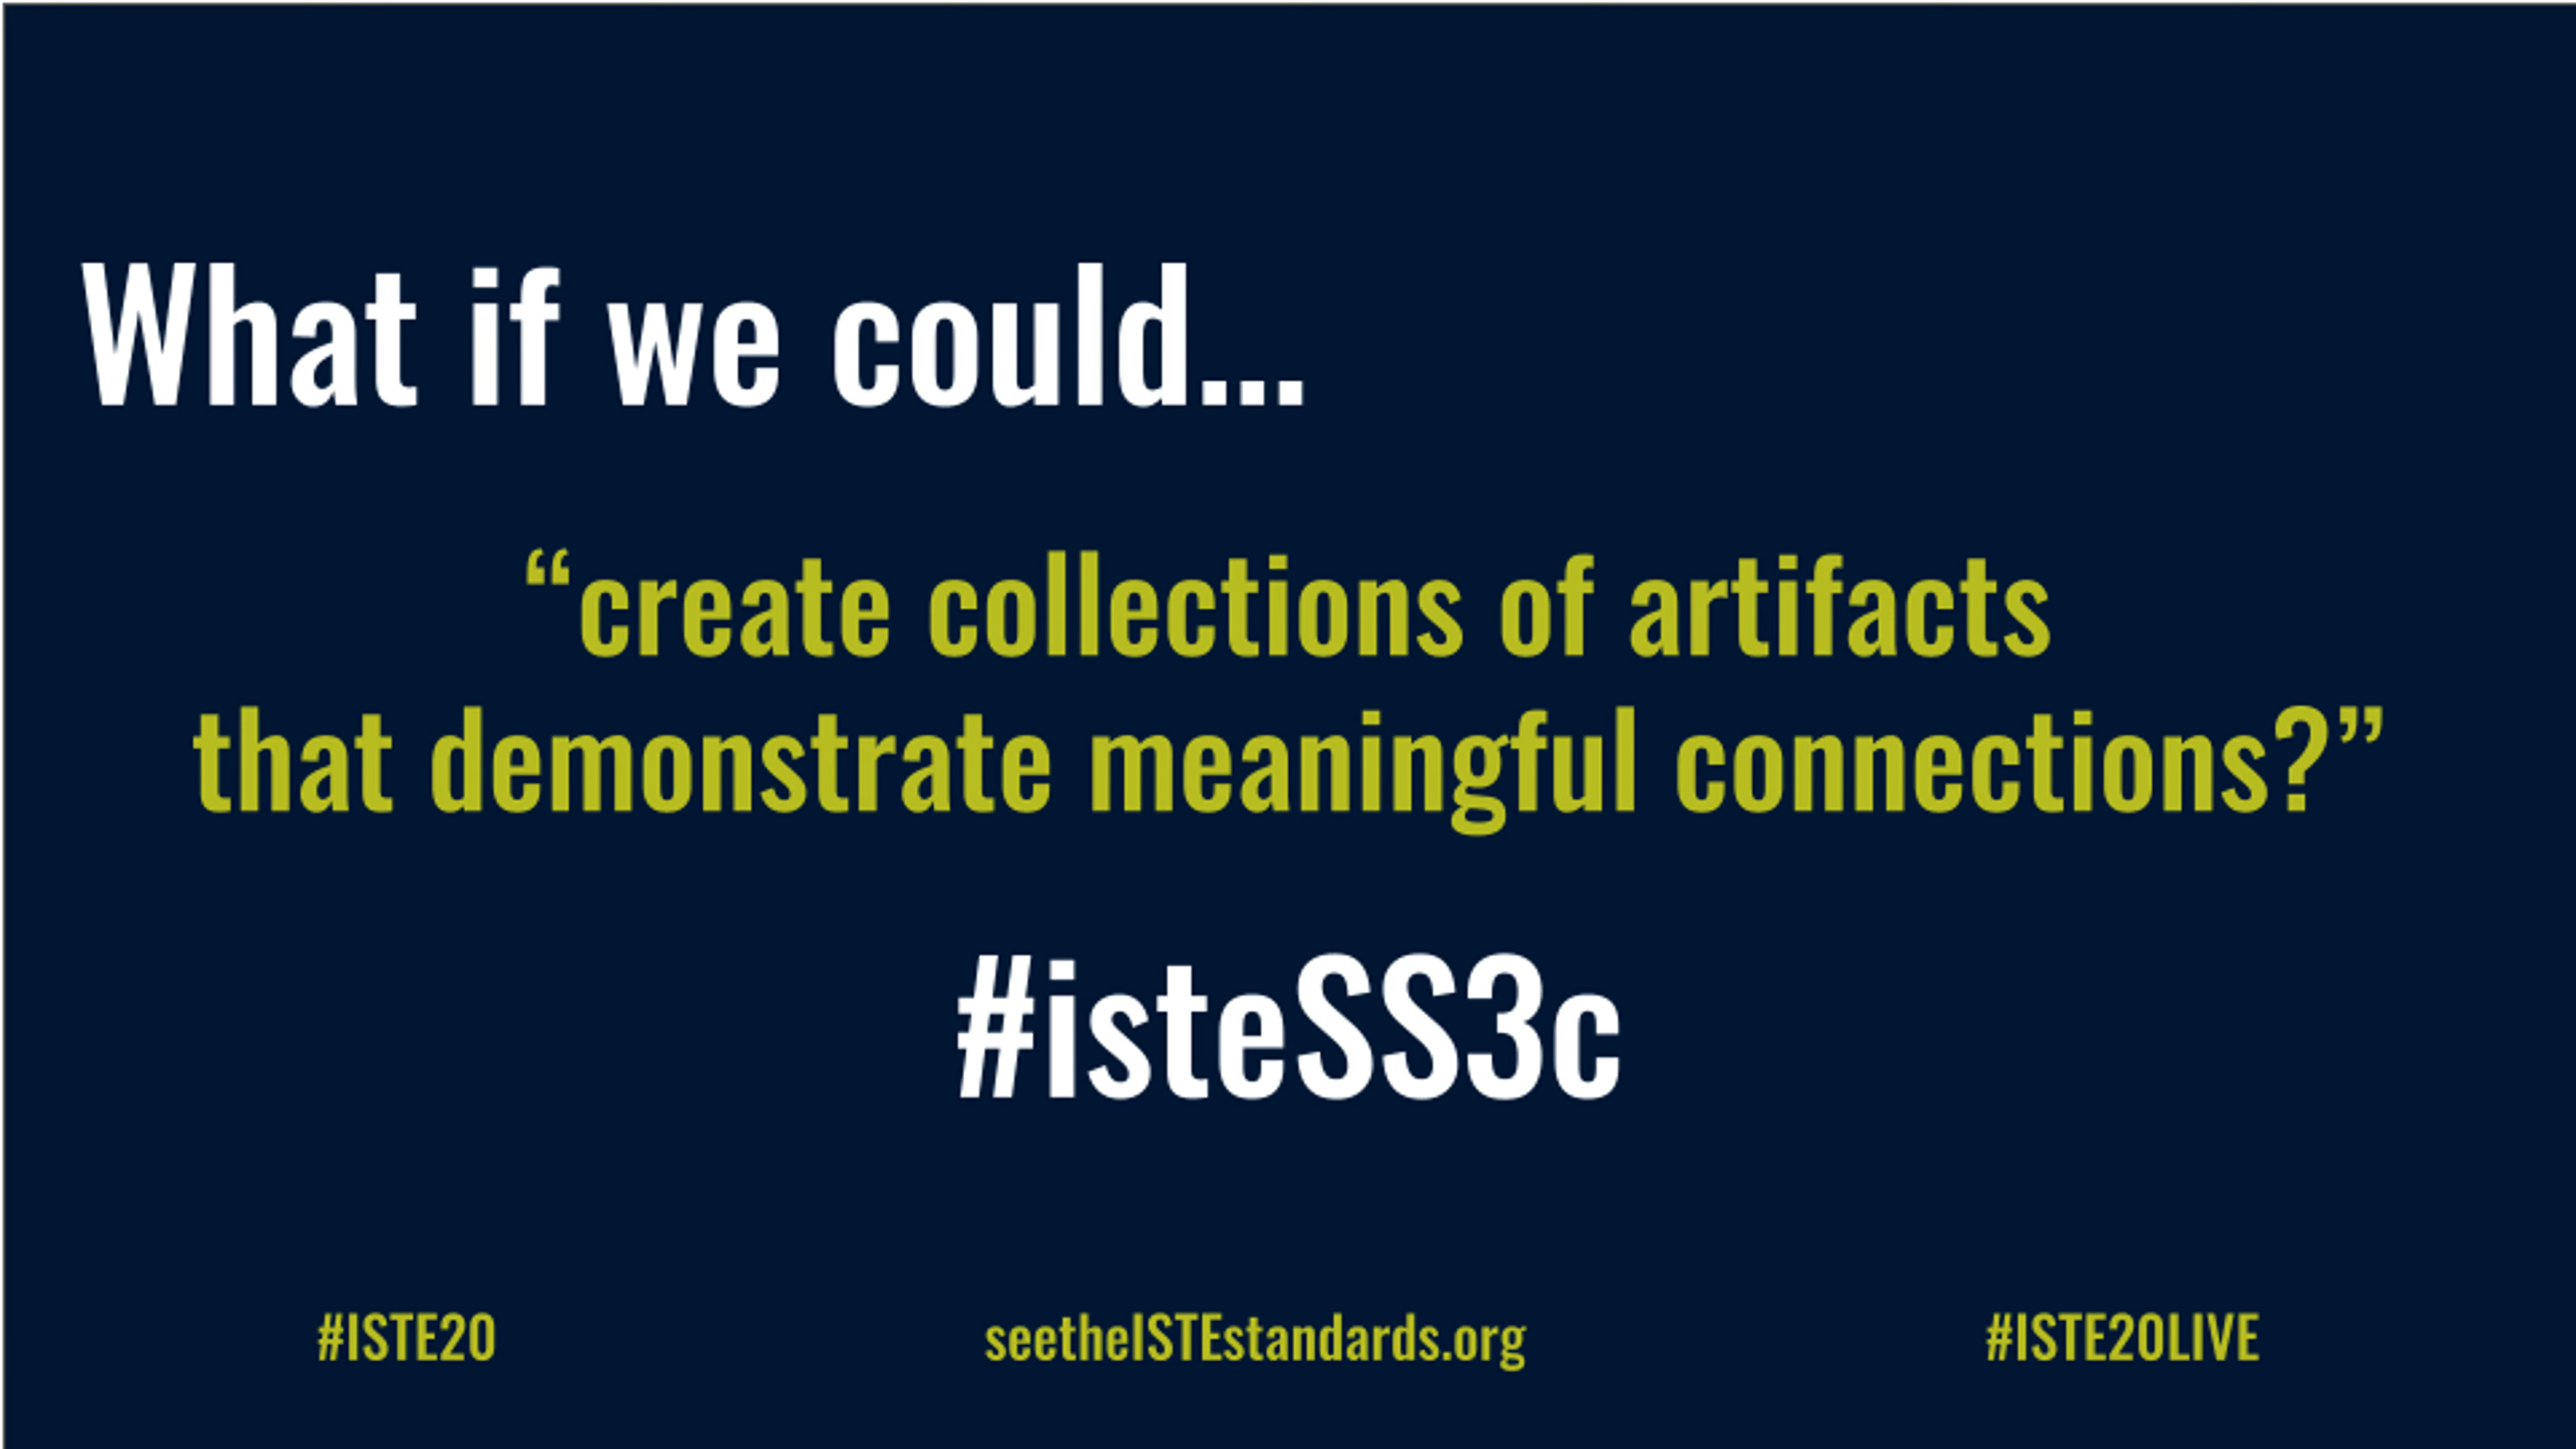 What if we could...
“create collections of artifacts
that demonstrate meaningful connections?”
#isteSS3c
#ISTE20
seetheISTEstandards.org
#ISTE20LIVE